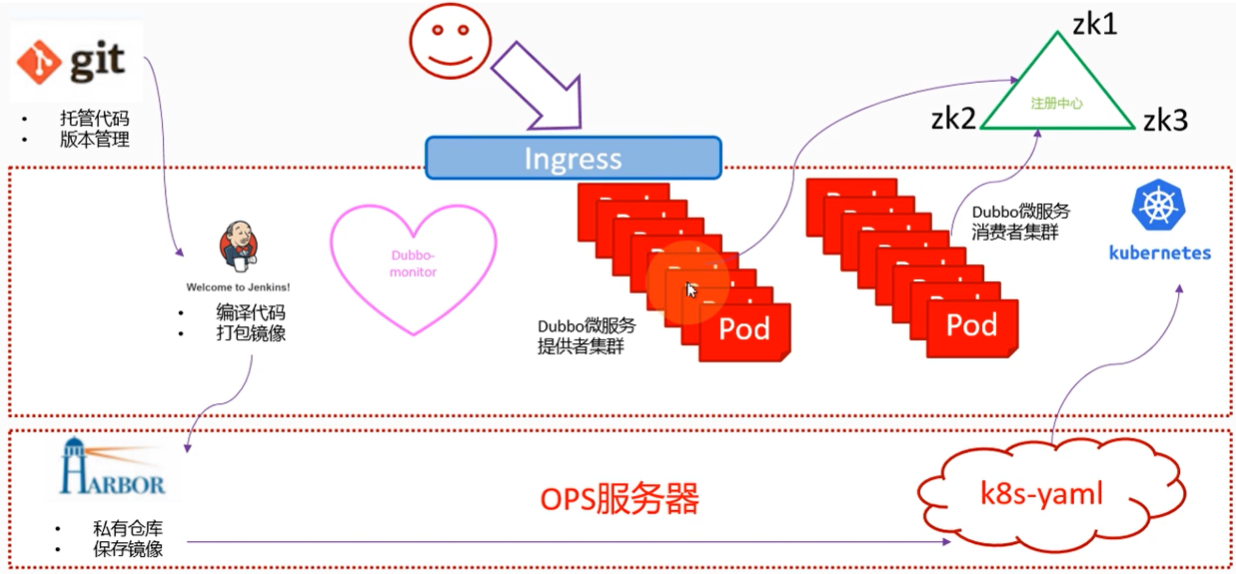 git
• 托管代码
• 版本管理
zk1
注册中心
zk2
zk3
Ingress
Welcome to Jenkins!
• 编译代码
• 打包镜像
Dubbo-
monitor
Dubbo微服务
提供者集群
Pod
Dubbo微服务
消费者集群
Pod
kubernetes
HARBOR
• 私有仓库
• 保存镜像
OPS服务器
k8s-yaml